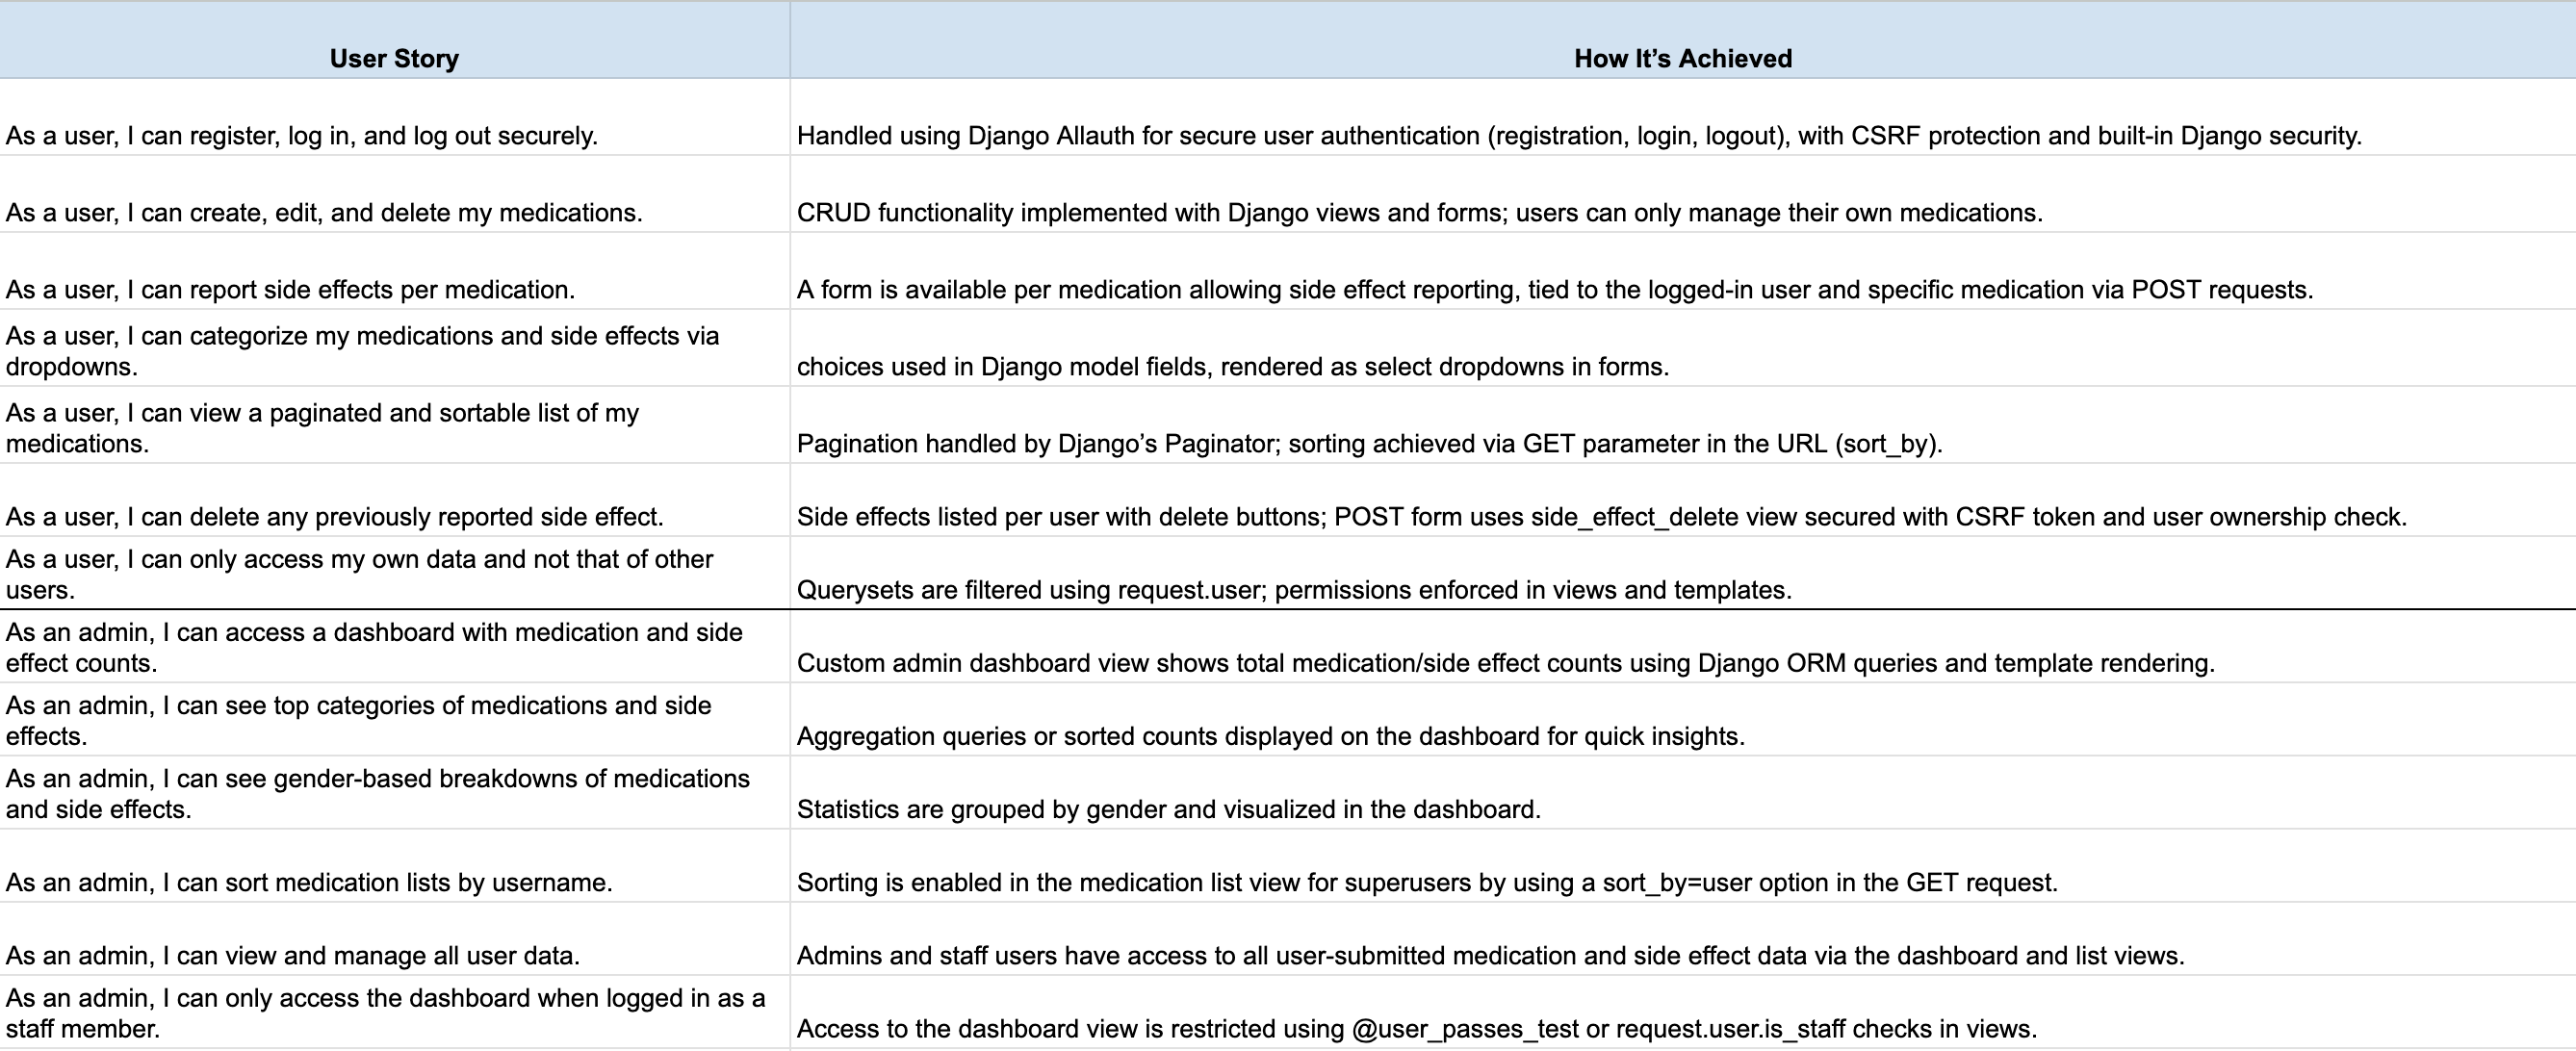 User Story
How It’s Achieved
As a user, I can register, log in, and log out securely.
Handled using Django Allauth for secure user authentication (registration, login, logout), with CSRF protection and built-in Django security.
As a user, I can create, edit, and delete my medications.
CRUD functionality implemented with Django views and forms; users can only manage their own medications.
As a user, I can report side effects per medication.
A form is available per medication allowing side effect reporting, tied to the logged-in user and specific medication via POST requests.
As a user, I can categorize my medications and side effects via
dropdowns.
choices used in Django model fields, rendered as select dropdowns in forms.
As a user, I can view a paginated and sortable list of my
medications.
Pagination handled by Django’s Paginator; sorting achieved via GET parameter in the URL (sort_by).
As a user, I can delete any previously reported side effect.
Side effects listed per user with delete buttons; POST form uses side_effect_delete view secured with CSRF token and user ownership check.
As a user, I can only access my own data and not that of other
users.
Querysets are filtered using request.user; permissions enforced in views and templates.
As an admin, I can access a dashboard with medication and side
effect counts.
Custom admin dashboard view shows total medication/side effect counts using Django ORM queries and template rendering.
As an admin, I can see top categories of medications and side
effects.
Aggregation queries or sorted counts displayed on the dashboard for quick insights.
As an admin, I can see gender-based breakdowns of medications
and side effects.
Statistics are grouped by gender and visualized in the dashboard.
As an admin, I can sort medication lists by username.
Sorting is enabled in the medication list view for superusers by using a sort_by=user option in the GET request.
As an admin, I can view and manage all user data.
Admins and staff users have access to all user-submitted medication and side effect data via the dashboard and list views.
As an admin, I can only access the dashboard when logged in as a
staff member.
Access to the dashboard view is restricted using @user_passes_test or request.user.is_staff checks in views.